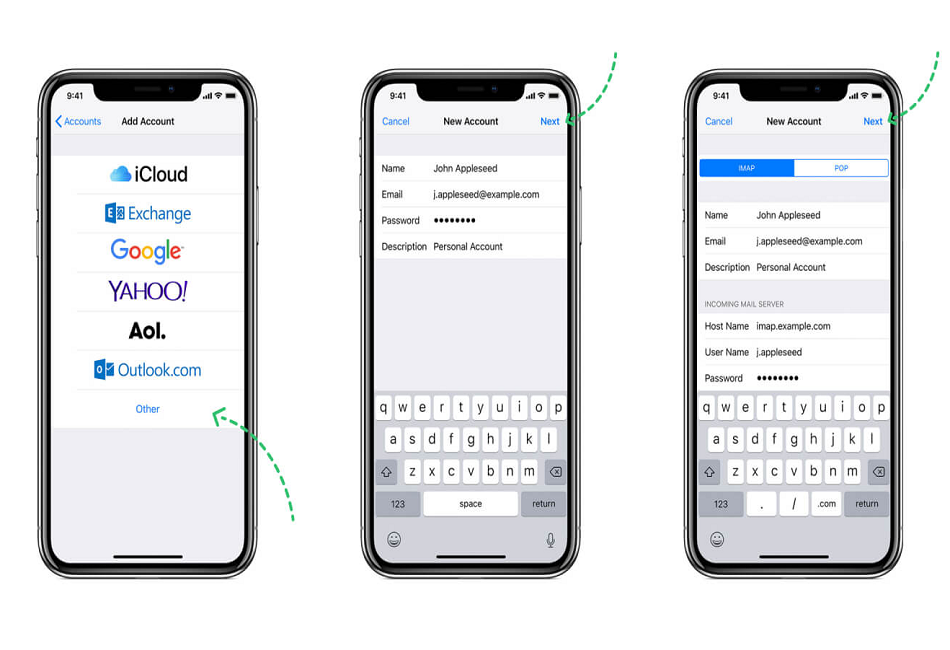 9:41
Accounts Add Account
iCloud
Exchange
Google
YAHOO!
Aol.
Outlook.com
Other
9:41
Cancel New Account Next
Name John Appleseed
Email j.appleseed@example.com
Password ••••••••
Description Personal Account
q w e r t y u i o p
a s d f g h j k l
z x c v b n m
123 space return
9:41
Cancel New Account Next
IMAP POP
Name John Appleseed
Email j.appleseed@example.com
Description Personal Account
INCOMING MAIL SERVER
Host Name imap.example.com
User Name j.appleseed
Password ••••••••
q w e r t y u i o p
a s d f g h j k l
z x c v b n m
123 . / .com return